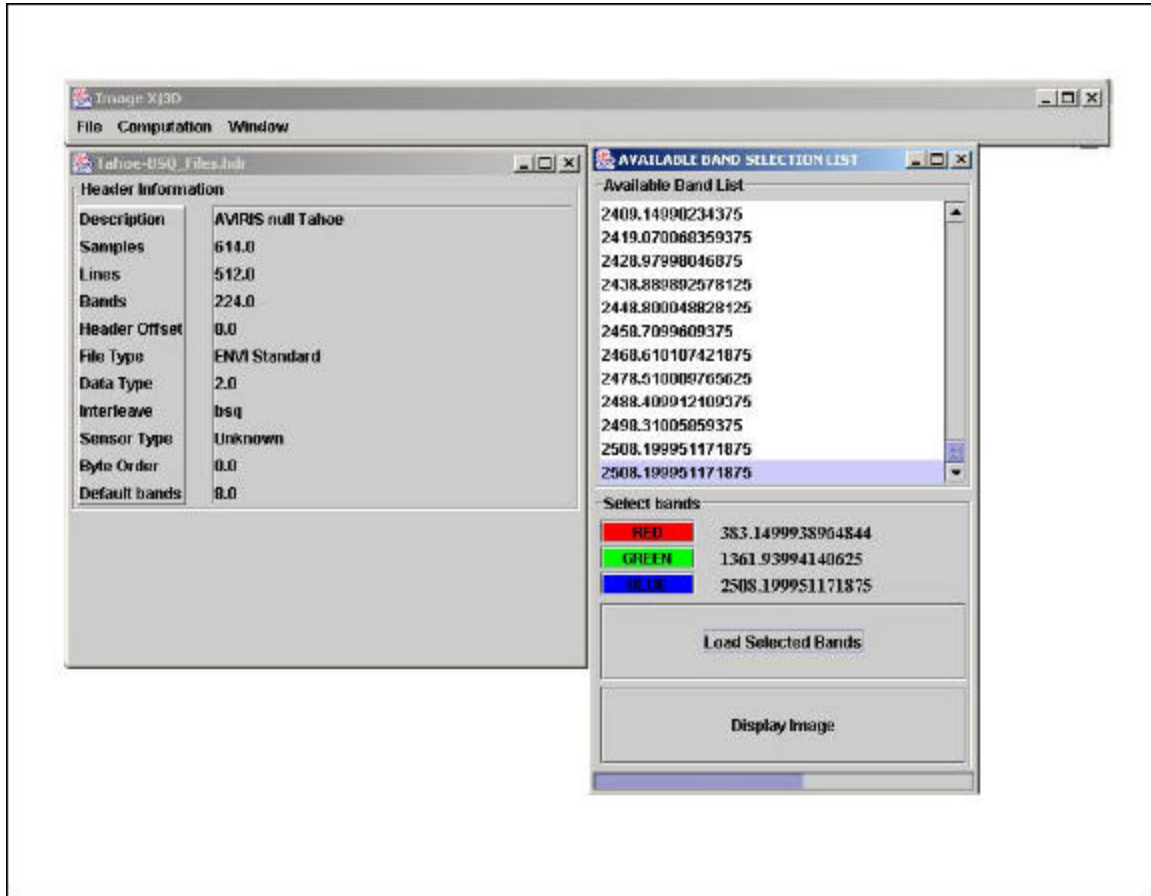 Image XJ3D
File Computation Window
Tahoe-BSQ_Files.hdr
Header Information
Description AVIRIS null Tahoe
Samples 614.0
Lines 512.0
Bands 224.0
Header Offset 0.0
File Type ENVI Standard
Data Type 2.0
Interleave bsq
Sensor Type Unknown
Byte Order 0.0
Default bands 8.0
AVAILABLE BAND SELECTION LIST
Available Band List
2409.14990234375
2419.070068359375
2428.97998046875
2438.889892578125
2448.800048828125
2458.7099609375
2468.610107421875
2478.510009765625
2488.409912109375
2498.31005859375
2508.199951171875
2508.199951171875
Select bands
RED 383.1499938964844
GREEN 1361.93994140625
BLUE 2508.199951171875
Load Selected Bands
Display Image